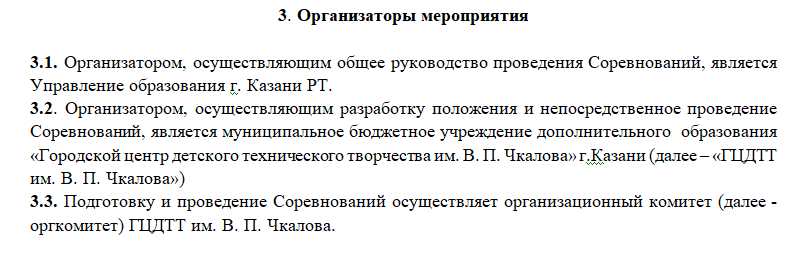 3. Организаторы мероприятия
3.1. Организатором, осуществляющим общее руководство проведения Соревнований, является
Управление образования г. Казани РТ.
3.2. Организатором, осуществляющим разработку положения и непосредственное проведение
Соревнований, является муниципальное бюджетное учреждение дополнительного образования
«Городской центр детского технического творчества им. В. П. Чкалова» г.Казани (далее – «ГЦДТТ
им. В. П. Чкалова»)
3.3. Подготовку и проведение Соревнований осуществляет организационный комитет (далее -
оргкомитет) ГЦДТТ им. В. П. Чкалова.